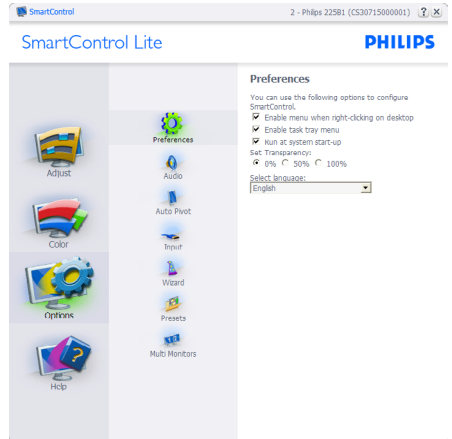 SmartControl
2 - Philips 225B1 (CS30715000001)
SmartControl Lite
PHILIPS
Adjust
Color
Options
Help
Preferences
Audio
Auto Pivot
Input
Wizard
Presets
Multi Monitors
Preferences
You can use the following options to configure
SmartControl.
Enable menu when right-clicking on desktop
Enable task tray menu
Run at system start-up
Set Transparency:
0% 50% 100%
Select language:
English